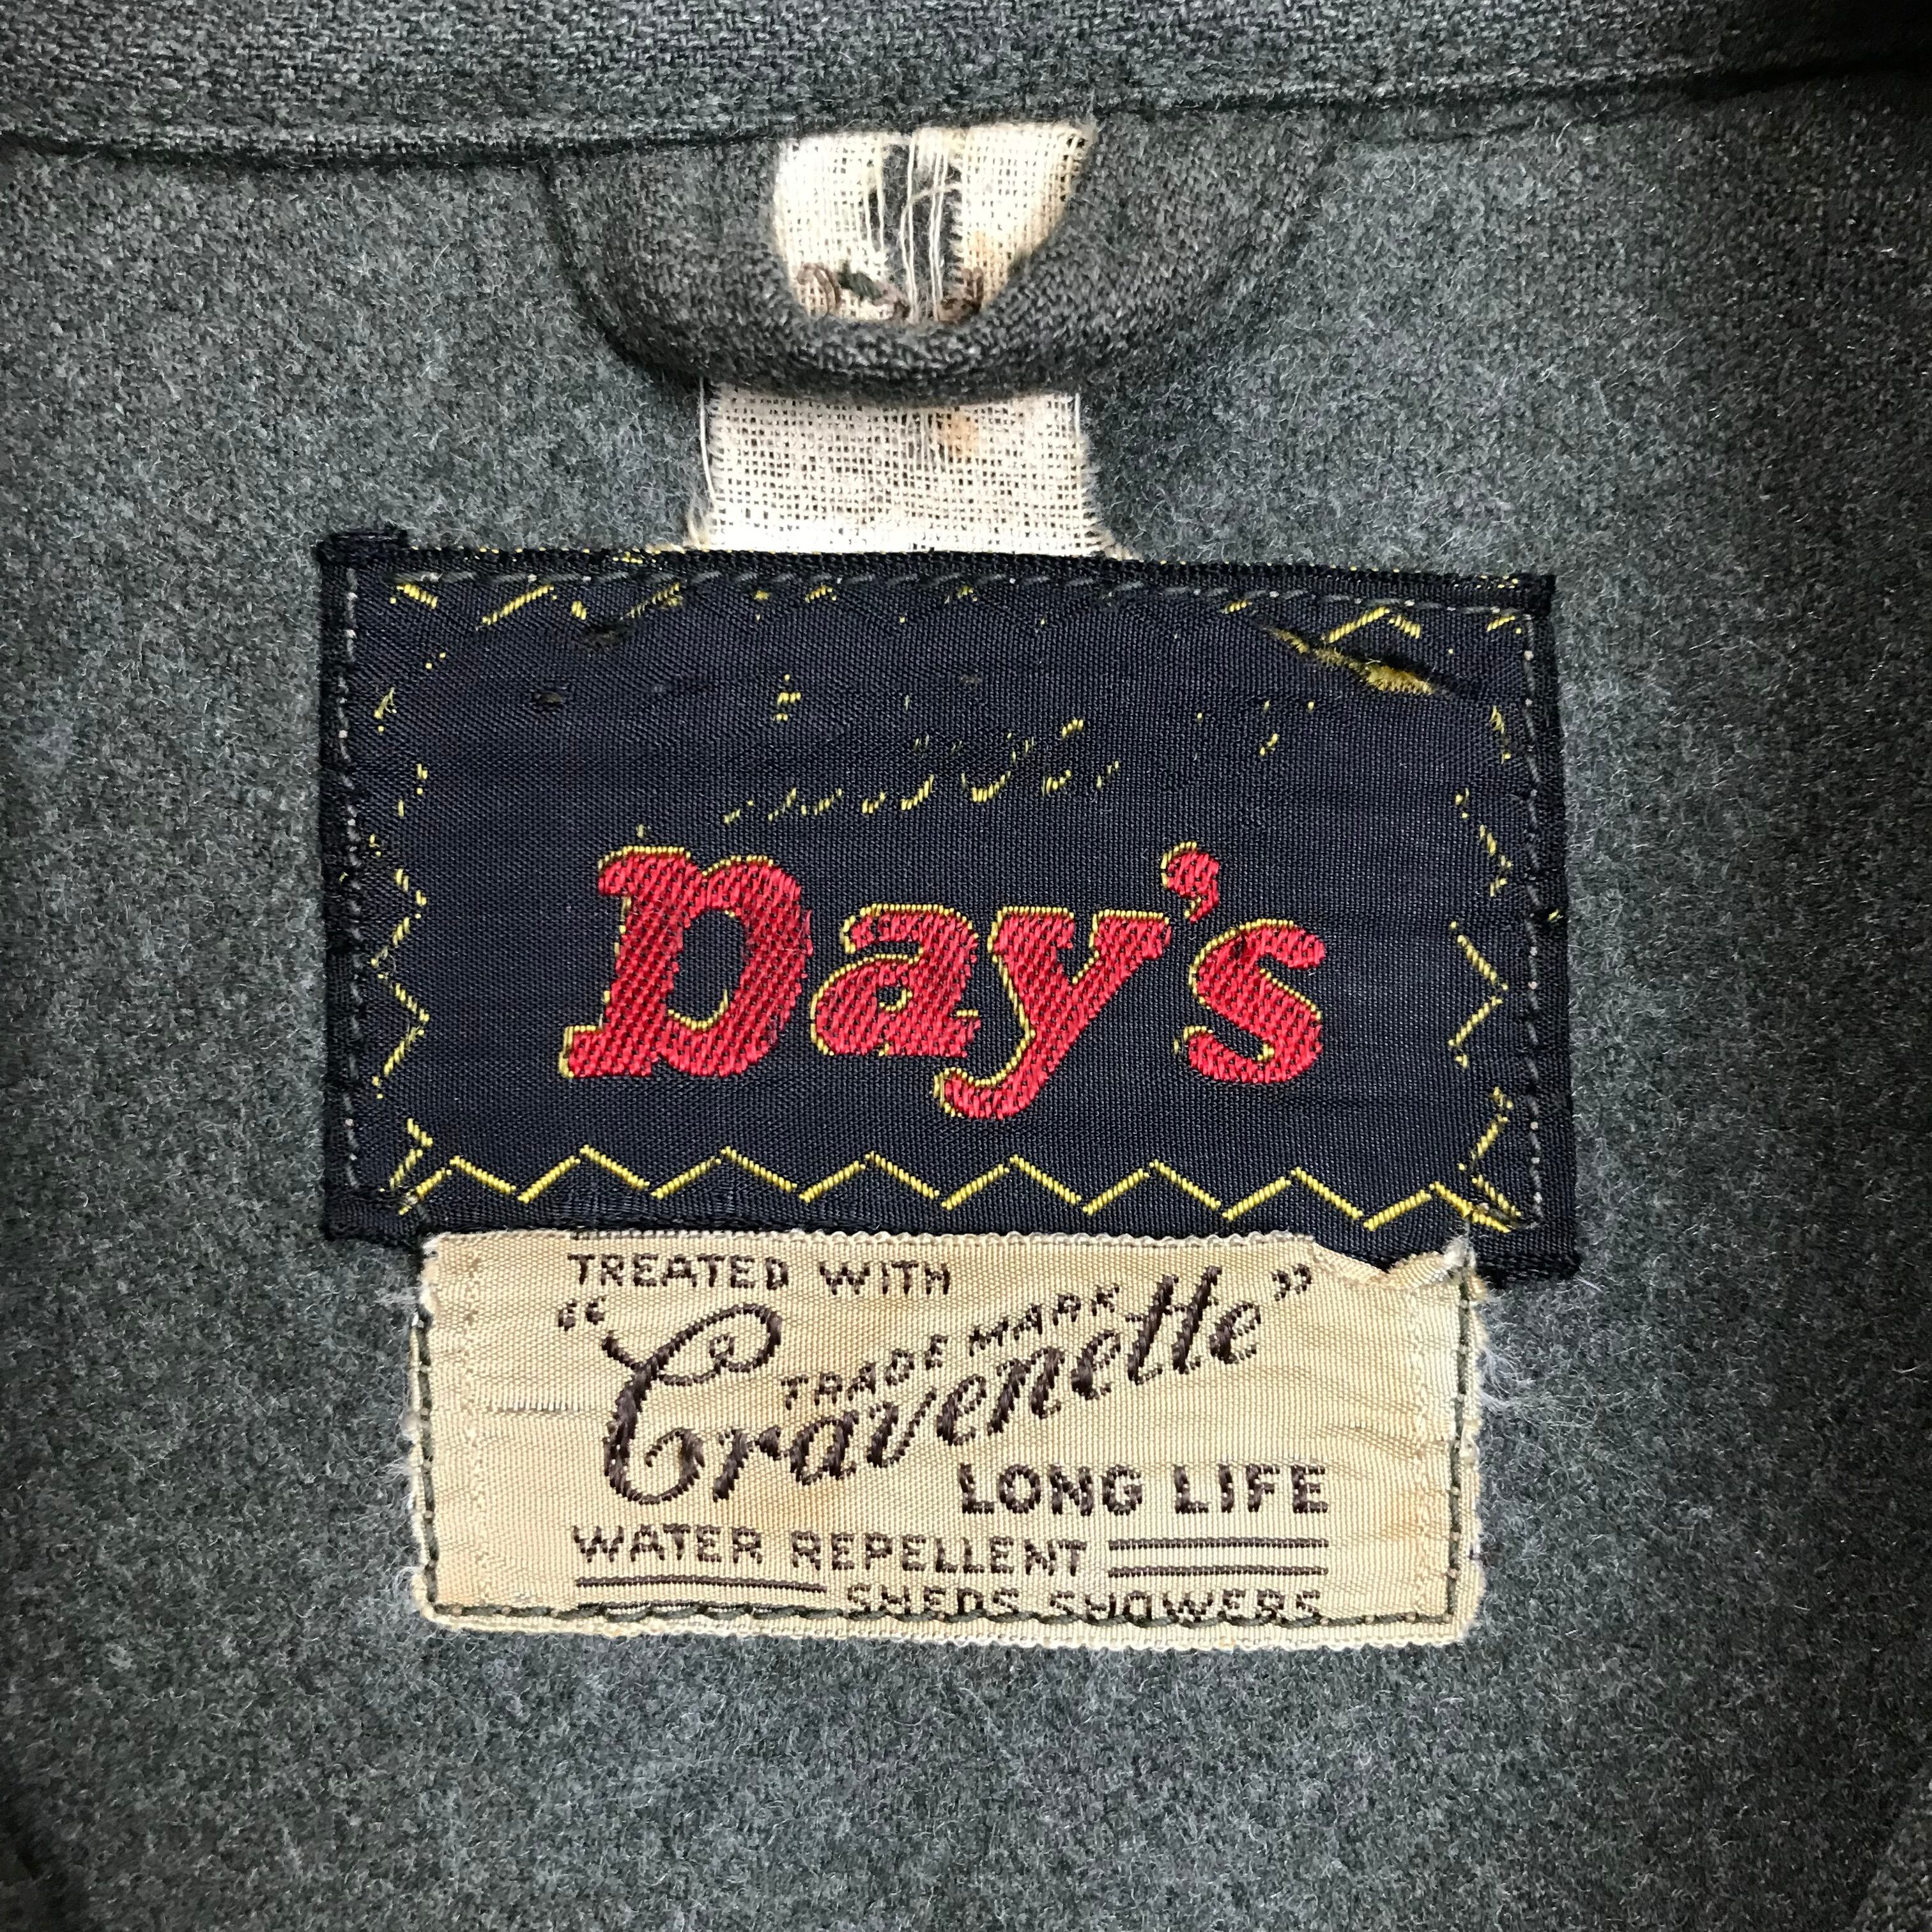 Day's
TREATED WITH
"Cravenette"
TRADE MARK
LONG LIFE
WATER REPELLENT
SHEDS SHOWERS